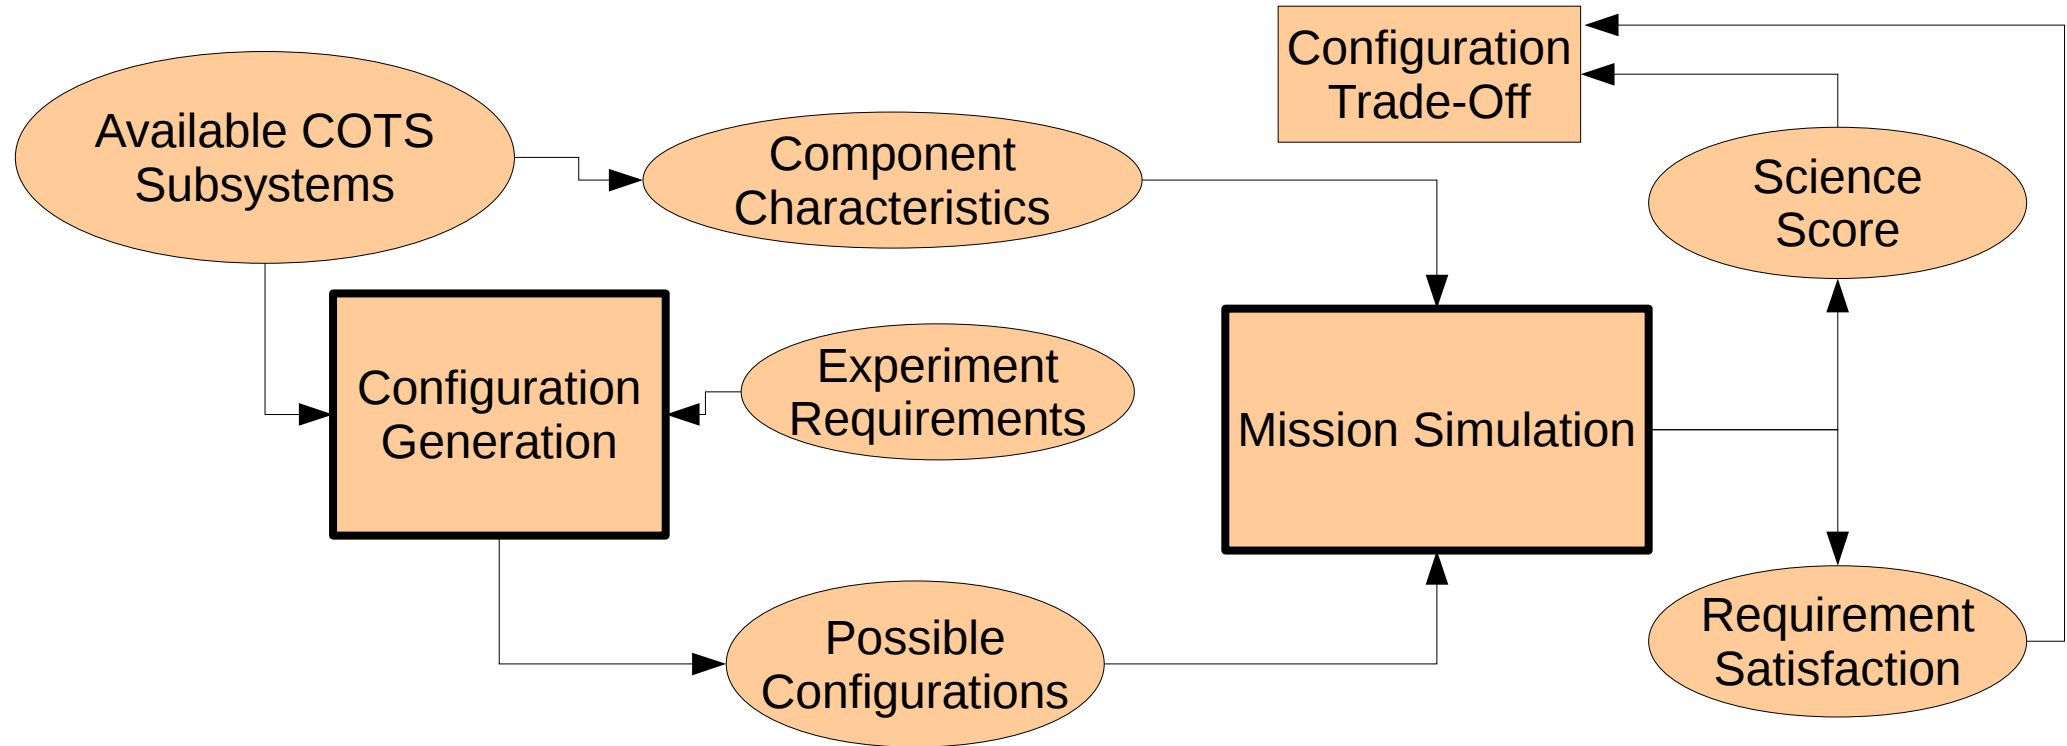 Available COTS
Subsystems
Component
Characteristics
Configuration
Trade-Off
Science
Score
Configuration
Generation
Experiment
Requirements
Mission Simulation
Possible
Configurations
Requirement
Satisfaction